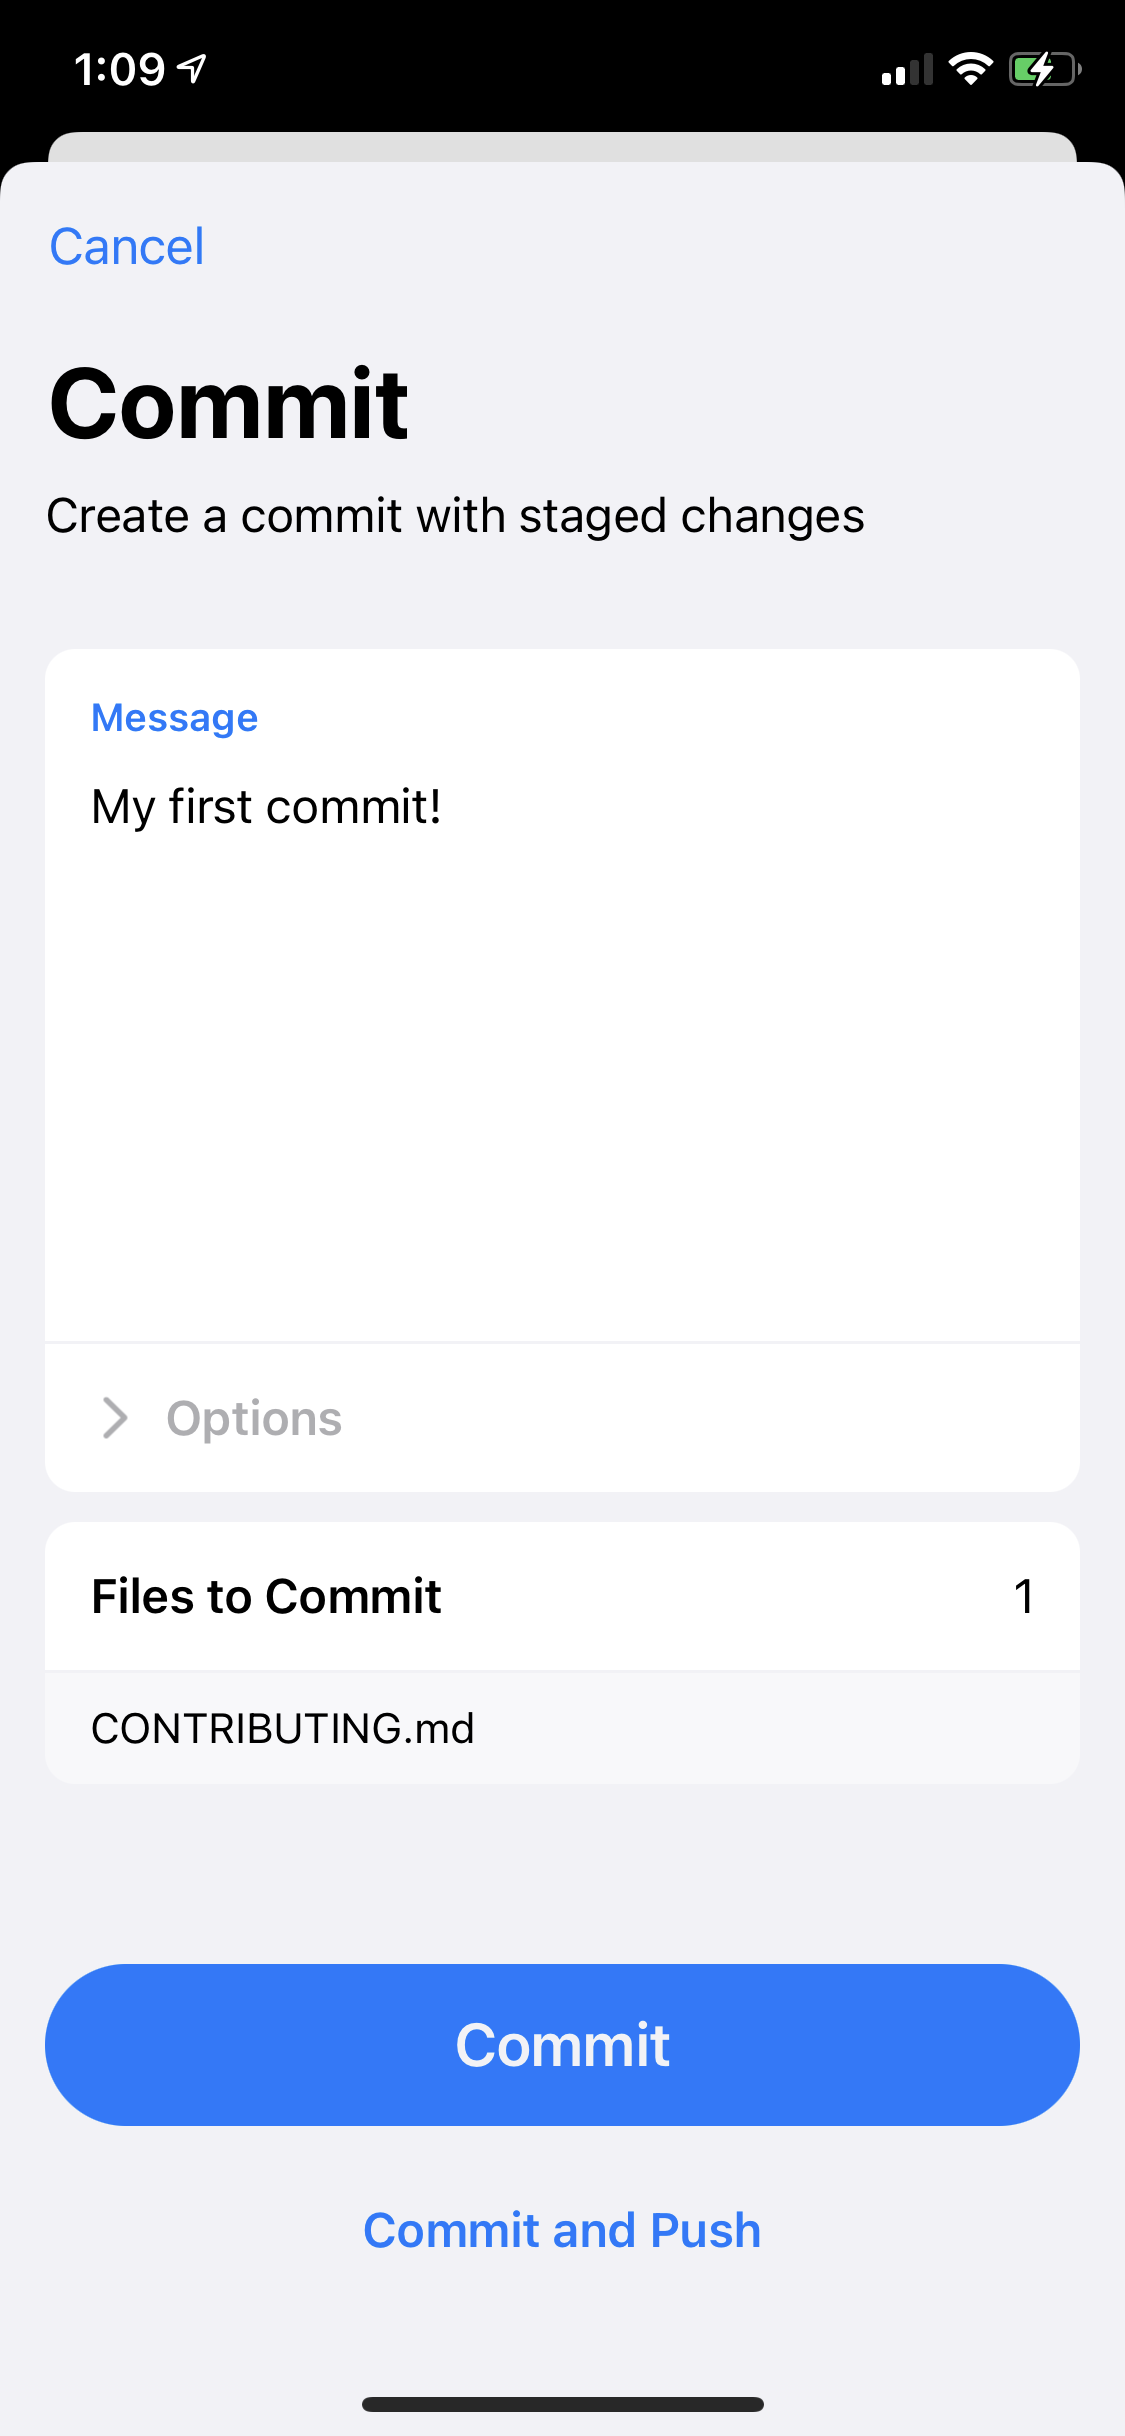 1:09
Cancel
Commit
Create a commit with staged changes
Message
My first commit!
Options
Files to Commit 1
CONTRIBUTING.md
Commit
Commit and Push